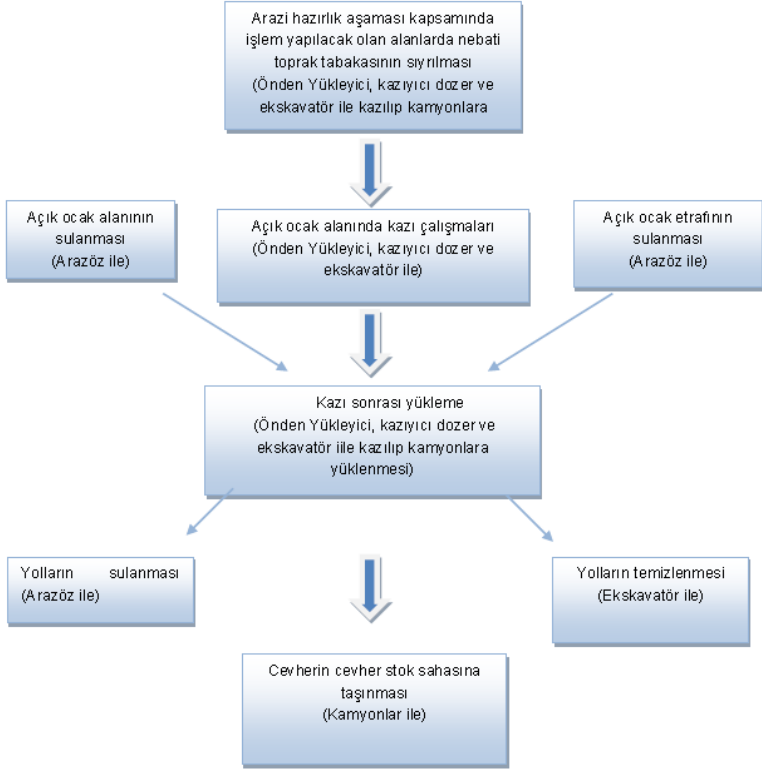 Arazi hazırlık aşaması kapsamında
işlem yapılacak olan alanlarda nebati
toprak tabakasının sıyrılması
(Önden Yükleyici, kazıyıcı dozer ve
ekskavatör ile kazılıp kamyonlara
Açık ocak alanının
sulanması
(Arazöz ile)
Açık ocak alanında kazı çalışmaları
(Önden Yükleyici, kazıyıcı dozer ve
ekskavatör ile)
Açık ocak etrafının
sulanması
(Arazöz ile)
Kazı sonrası yükleme
(Önden Yükleyici, kazıyıcı dozer ve
ekskavatör iile kazılıp kamyonlara
yüklenmesi)
Yolların sulanması
(Arazöz ile)
Yolların temizlenmesi
(Ekskavatör ile)
Cevherin cevher stok sahasına
taşınması
(Kamyonlar ile)